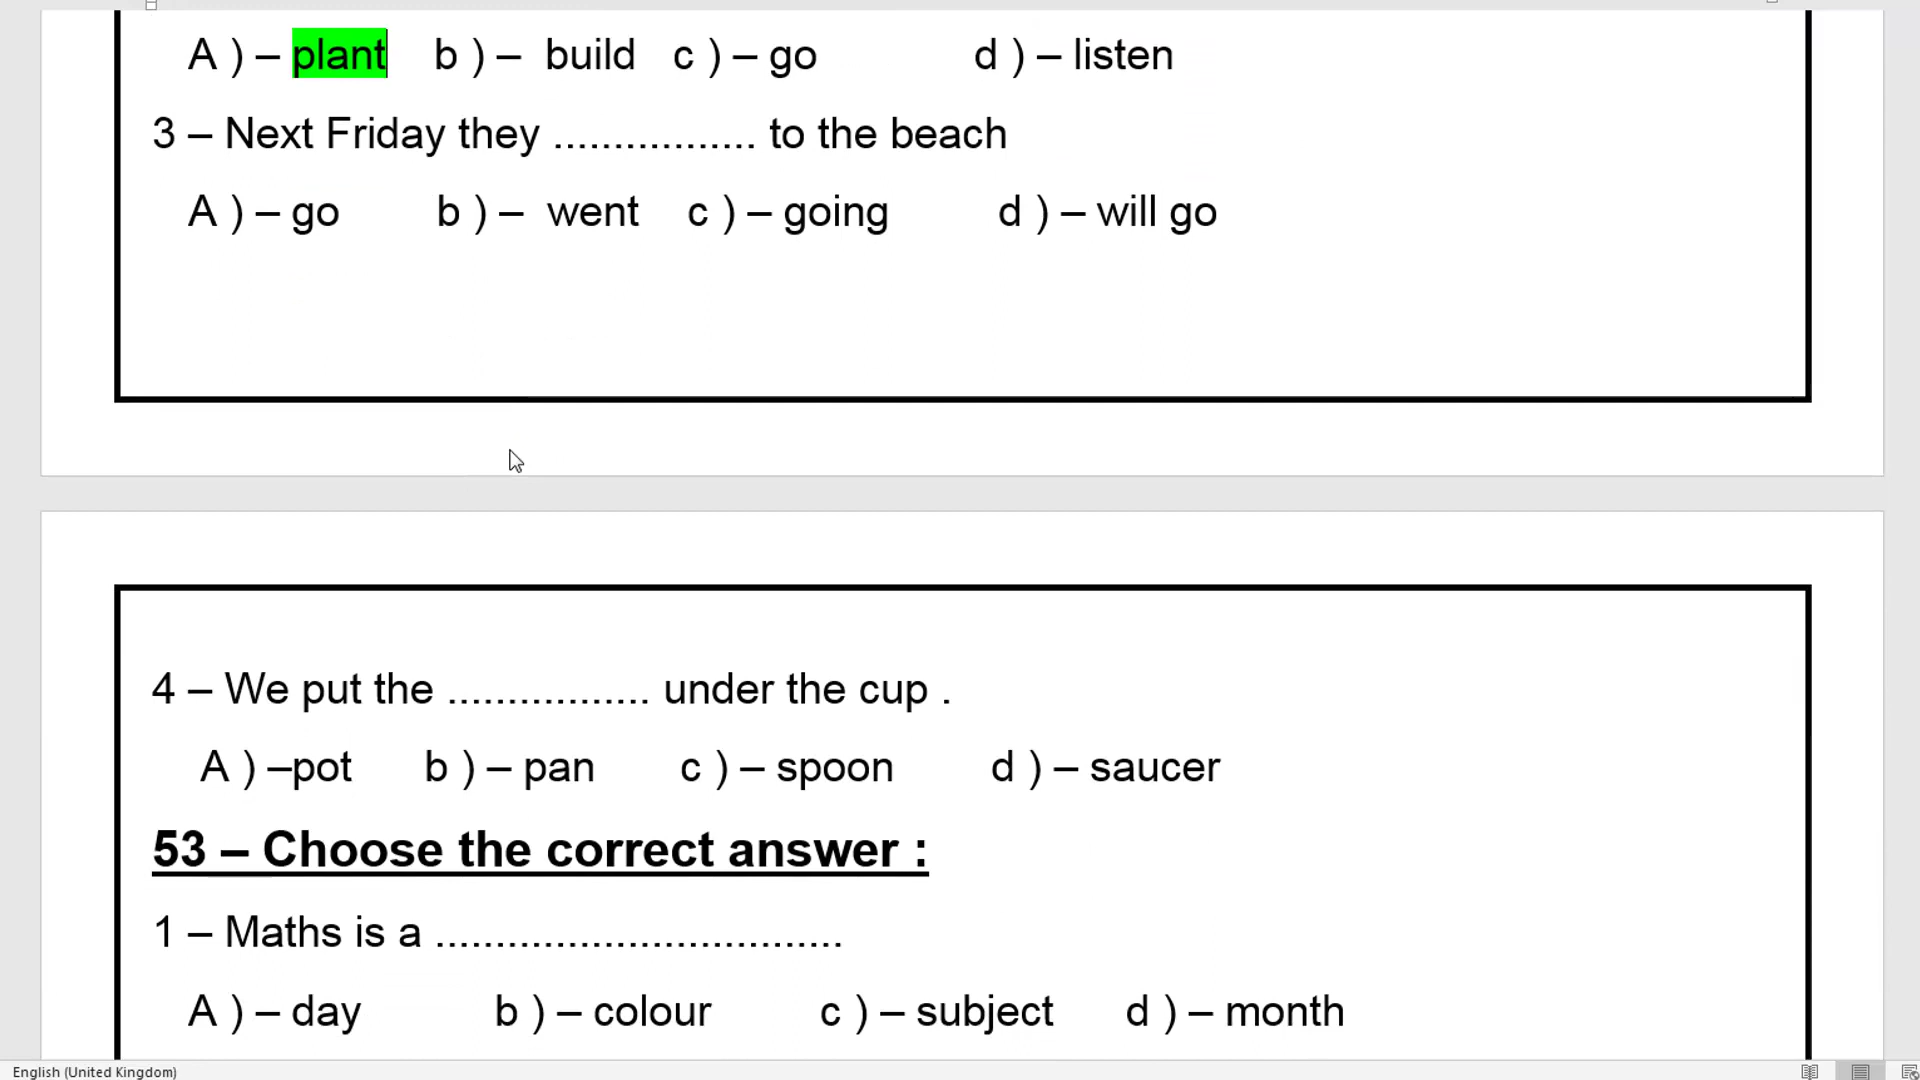 A ) – plant b ) – build c ) – go d ) – listen
3 – Next Friday they ................. to the beach
A ) – go b ) – went c ) – going d ) – will go
4 – We put the ................. under the cup .
A ) –pot b ) – pan c ) – spoon d ) – saucer
53 – Choose the correct answer :
1 – Maths is a ..................................
A ) – day b ) – colour c ) – subject d ) – month
English (United Kingdom)